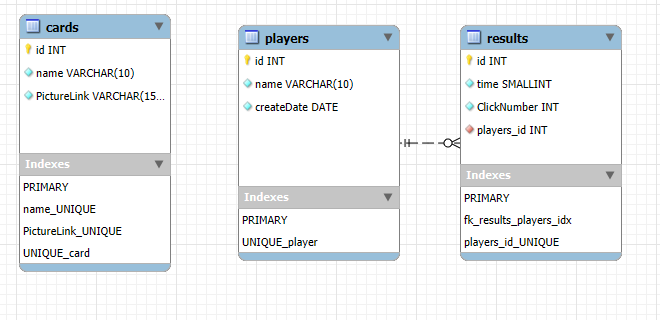 cards
id INT
name VARCHAR(10)
PictureLink VARCHAR(15...
Indexes
PRIMARY
name_UNIQUE
PictureLink_UNIQUE
UNIQUE_card
players
id INT
name VARCHAR(10)
createDate DATE
Indexes
PRIMARY
UNIQUE_player
results
id INT
time SMALLINT
ClickNumber INT
players_id INT
Indexes
PRIMARY
fk_results_players_idx
players_id_UNIQUE